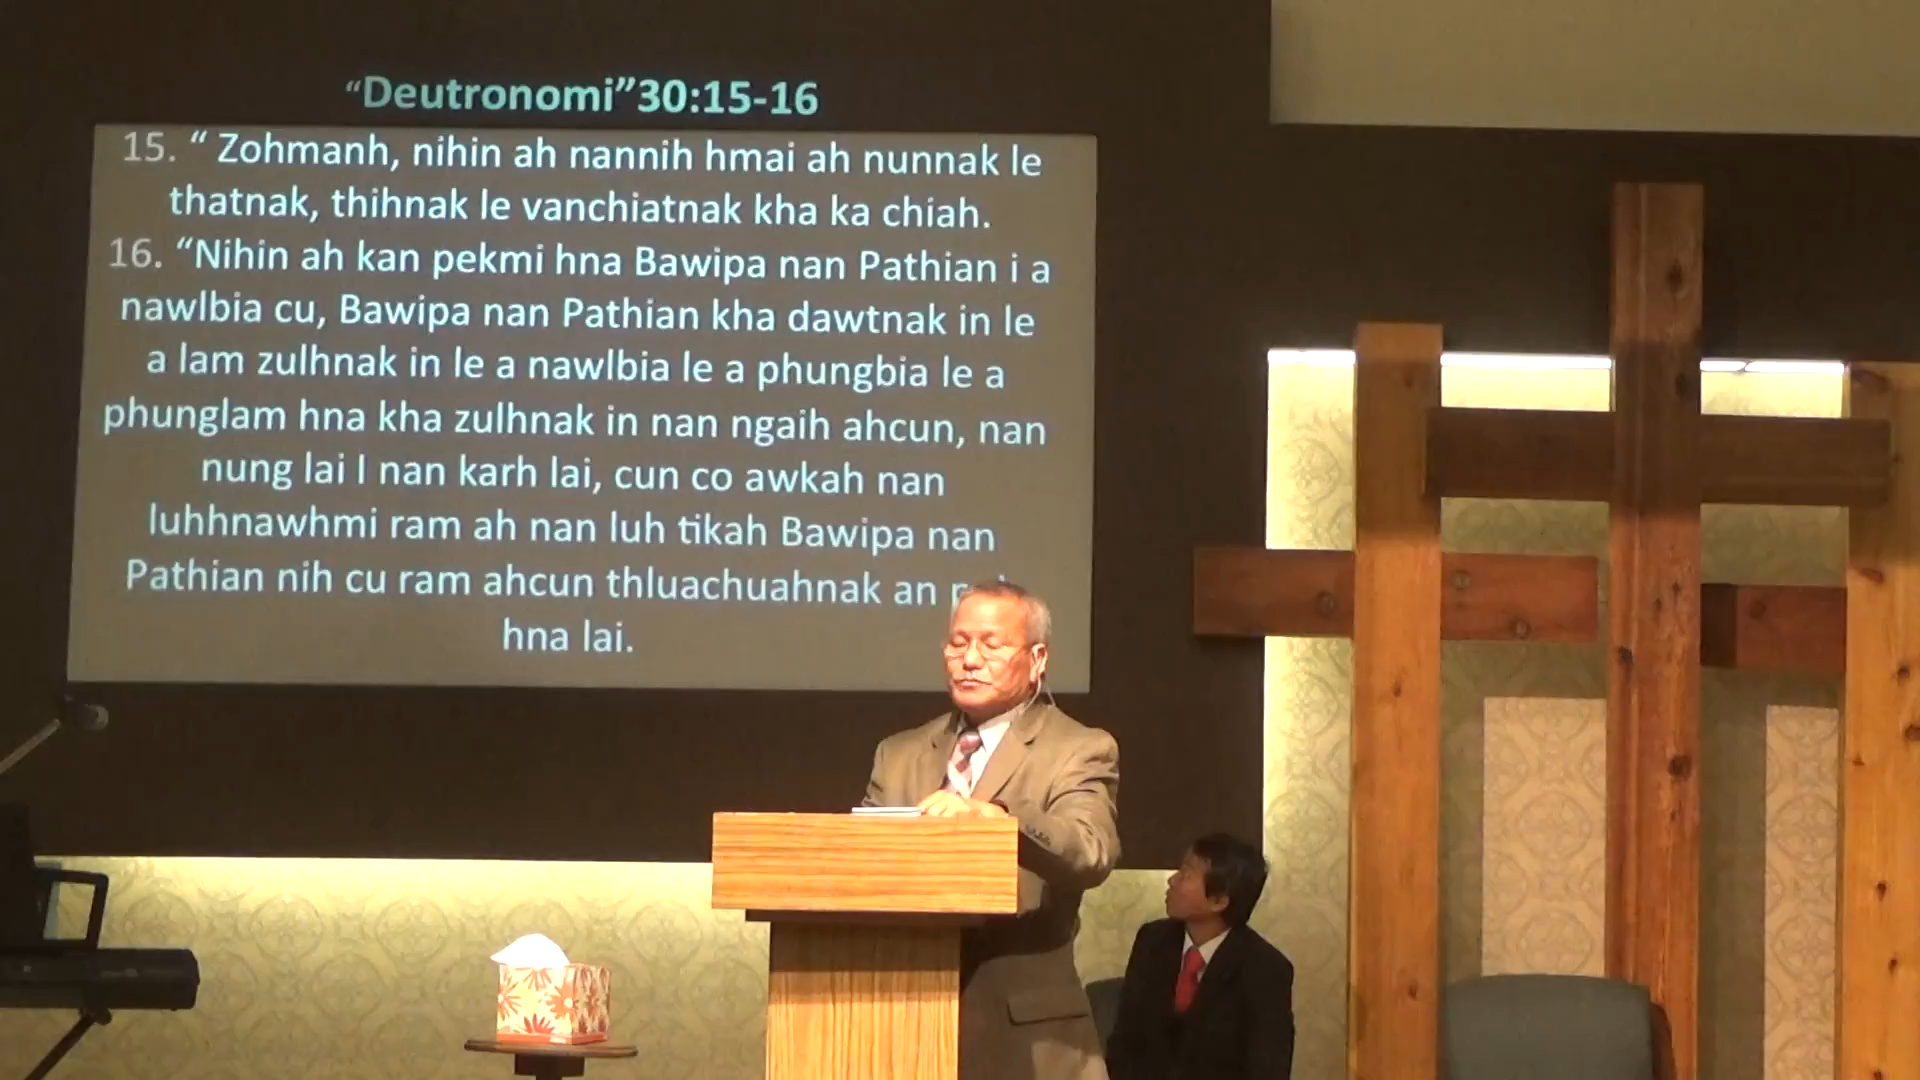 “Deutronomi”30:15-16
15. “ Zohmanh, nihin ah nannih hmai ah nunnak le
thatnak, thihnak le vanchiatnak kha ka chiah.
16. “Nihin ah kan pekmi hna Bawipa nan Pathian i a
nawlbia cu, Bawipa nan Pathian kha dawtnak in le
a lam zulhnak in le a nawlbia le a phungbia le a
phunglam hna kha zulhnak in nan ngaih ahcun, nan
nung lai I nan karh lai, cun co awkah nan
luhhnawhmi ram ah nan luh tikah Bawipa nan
Pathian nih cu ram ahcun thluachuahnak an
hna lai.